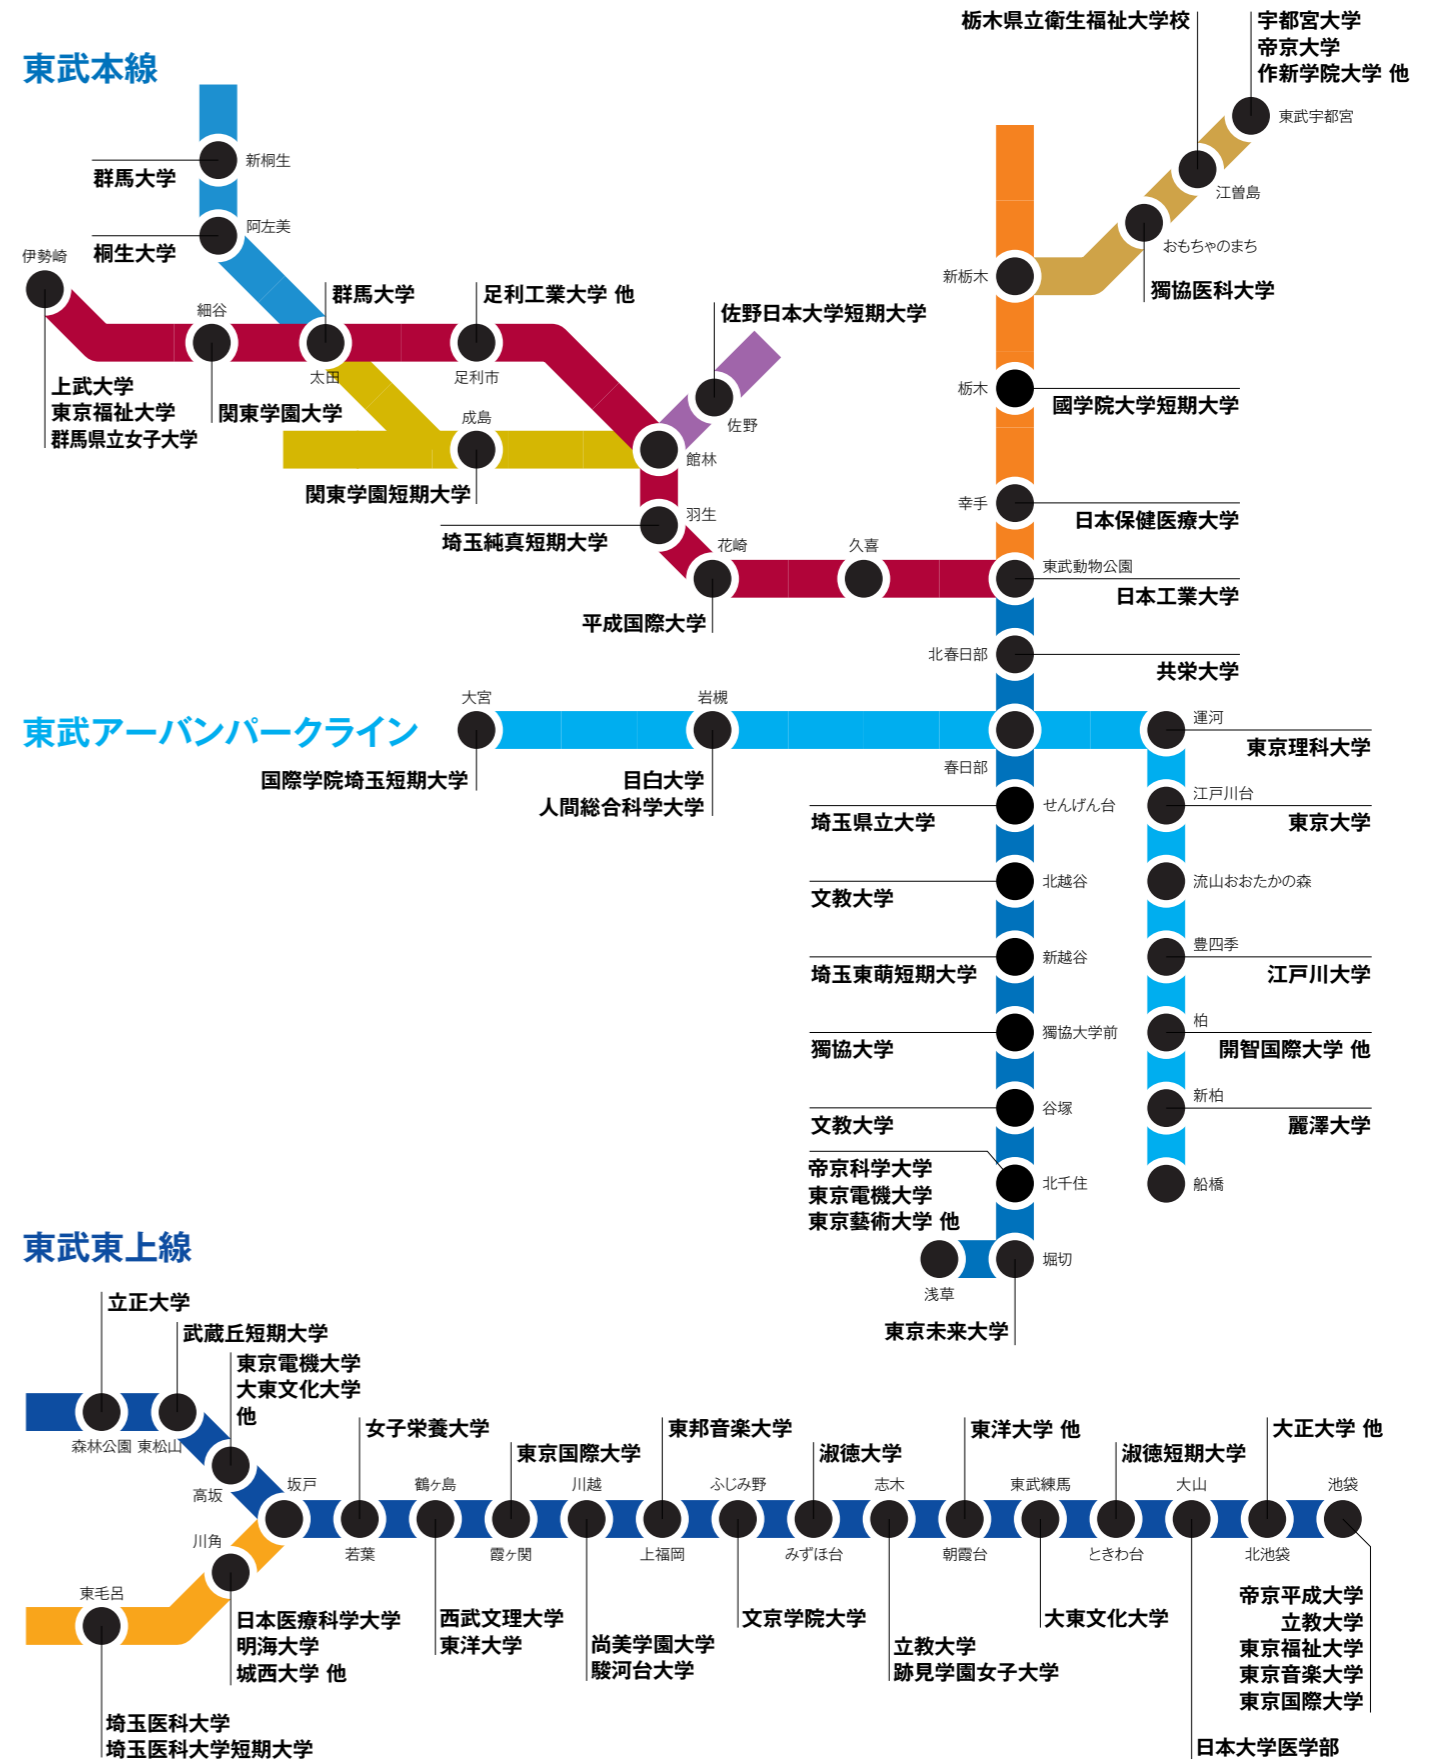 東武本線
栃木県立衛生福祉大学校
宇都宮大学
帝京大学
作新学院大学 他
東武宇都宮
江曽島
おもちゃのまち
獨協医科大学
新桐生
群馬大学
阿左美
桐生大学
伊勢崎
上武大学
東京福祉大学
群馬県立女子大学
細谷
関東学園大学
群馬大学
太田
足利工業大学 他
足利市
成島
関東学園短期大学
佐野日本大学短期大学
佐野
館林
羽生
埼玉純真短期大学
花崎
平成国際大学
久喜
新栃木
栃木
國学院大学短期大学
幸手
日本保健医療大学
東武動物公園
日本工業大学
北春日部
共栄大学
東武アーバンパークライン
大宮
国際学院埼玉短期大学
岩槻
目白大学
人間総合科学大学
春日部
運河
東京理科大学
せんげん台
埼玉県立大学
江戸川台
東京大学
北越谷
文教大学
流山おおたかの森
新越谷
埼玉東萌短期大学
豊四季
江戸川大学
獨協大学前
獨協大学
柏
開智国際大学 他
谷塚
文教大学
新柏
麗澤大学
帝京科学大学
東京電機大学
東京藝術大学 他
北千住
船橋
堀切
浅草
東京未来大学
東武東上線
立正大学
武蔵丘短期大学
東京電機大学
大東文化大学
他
森林公園
東松山
高坂
坂戸
川角
東毛呂
女子栄養大学
若葉
鶴ヶ島
東京国際大学
霞ヶ関
川越
東邦音楽大学
上福岡
ふじみ野
淑徳大学
みずほ台
志木
東洋大学 他
朝霞台
東武練馬
淑徳短期大学
ときわ台
大山
大正大学 他
北池袋
池袋
日本医療科学大学
明海大学
城西大学 他
西武文理大学
東洋大学
尚美学園大学
駿河台大学
文京学院大学
立教大学
跡見学園女子大学
大東文化大学
帝京平成大学
立教大学
東京福祉大学
東京音楽大学
東京国際大学
埼玉医科大学
埼玉医科大学短期大学
日本大学医学部